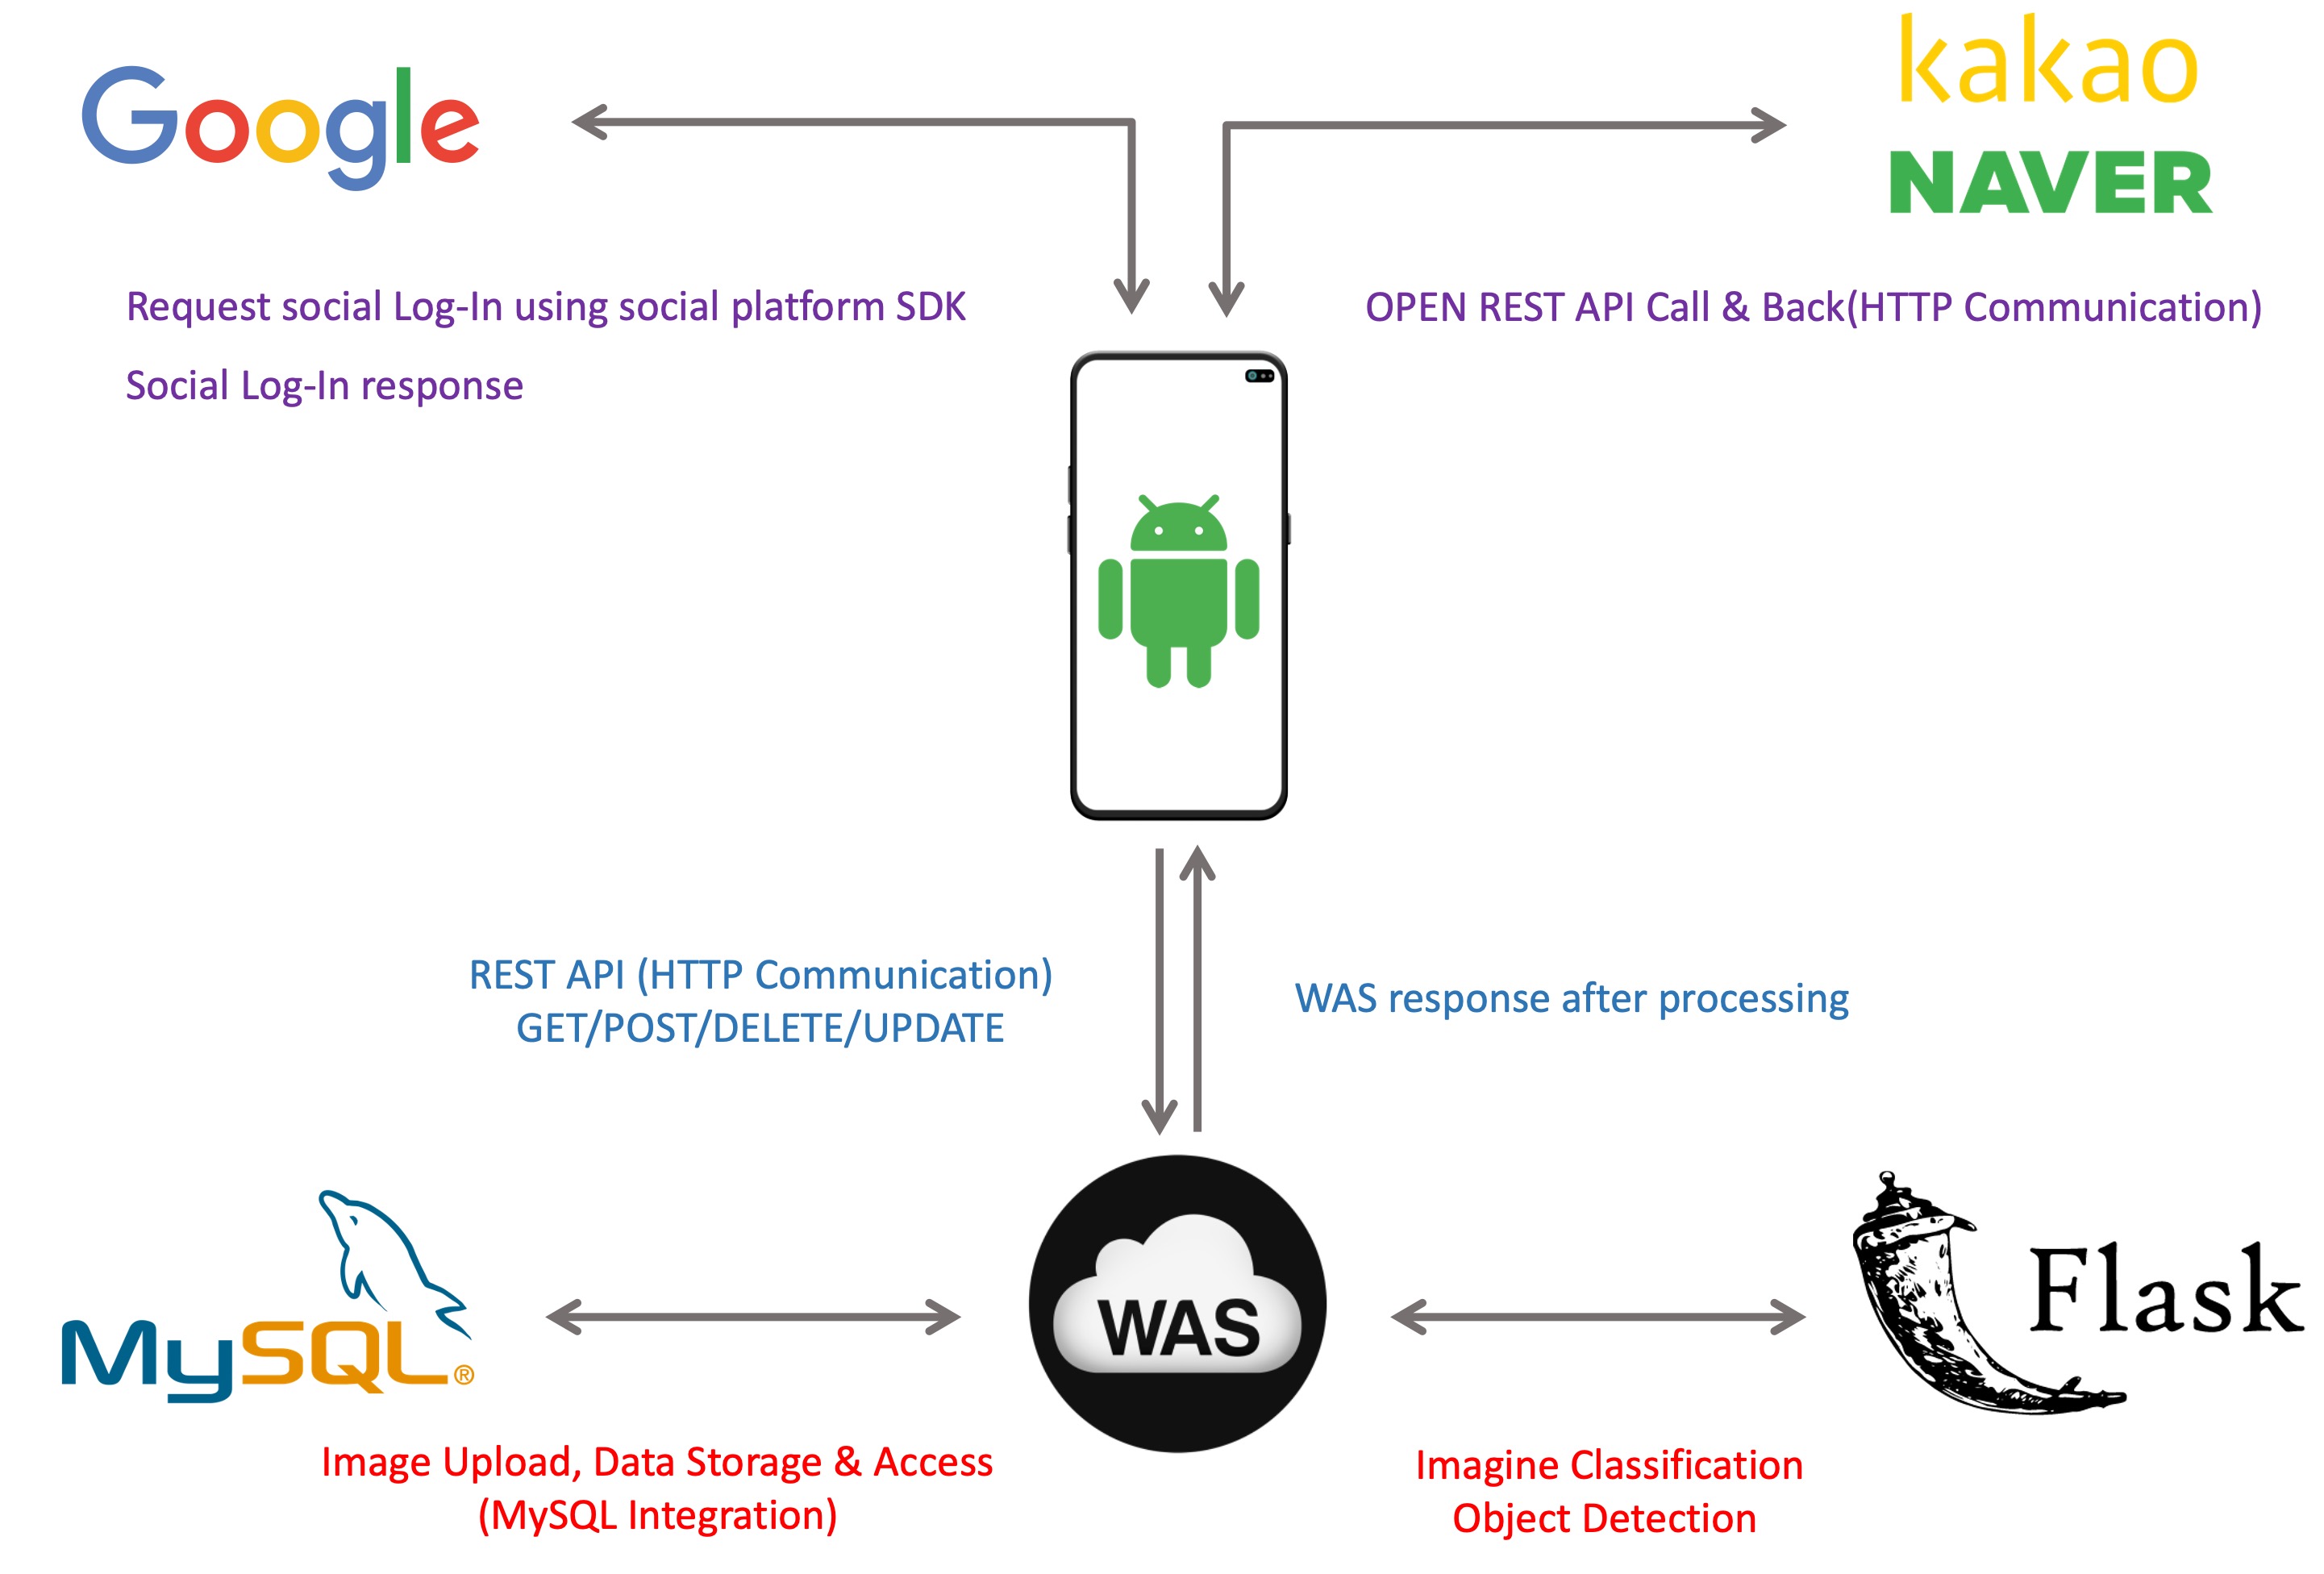 Google
kakao
NAVER
Request social Log-In using social platform SDK
Social Log-In response
OPEN REST API Call & Back(HTTP Communication)
REST API (HTTP Communication)
GET/POST/DELETE/UPDATE
WAS response after processing
MySQL®
WAS
Flask
Image Upload, Data Storage & Access
(MySQL Integration)
Imagine Classification
Object Detection